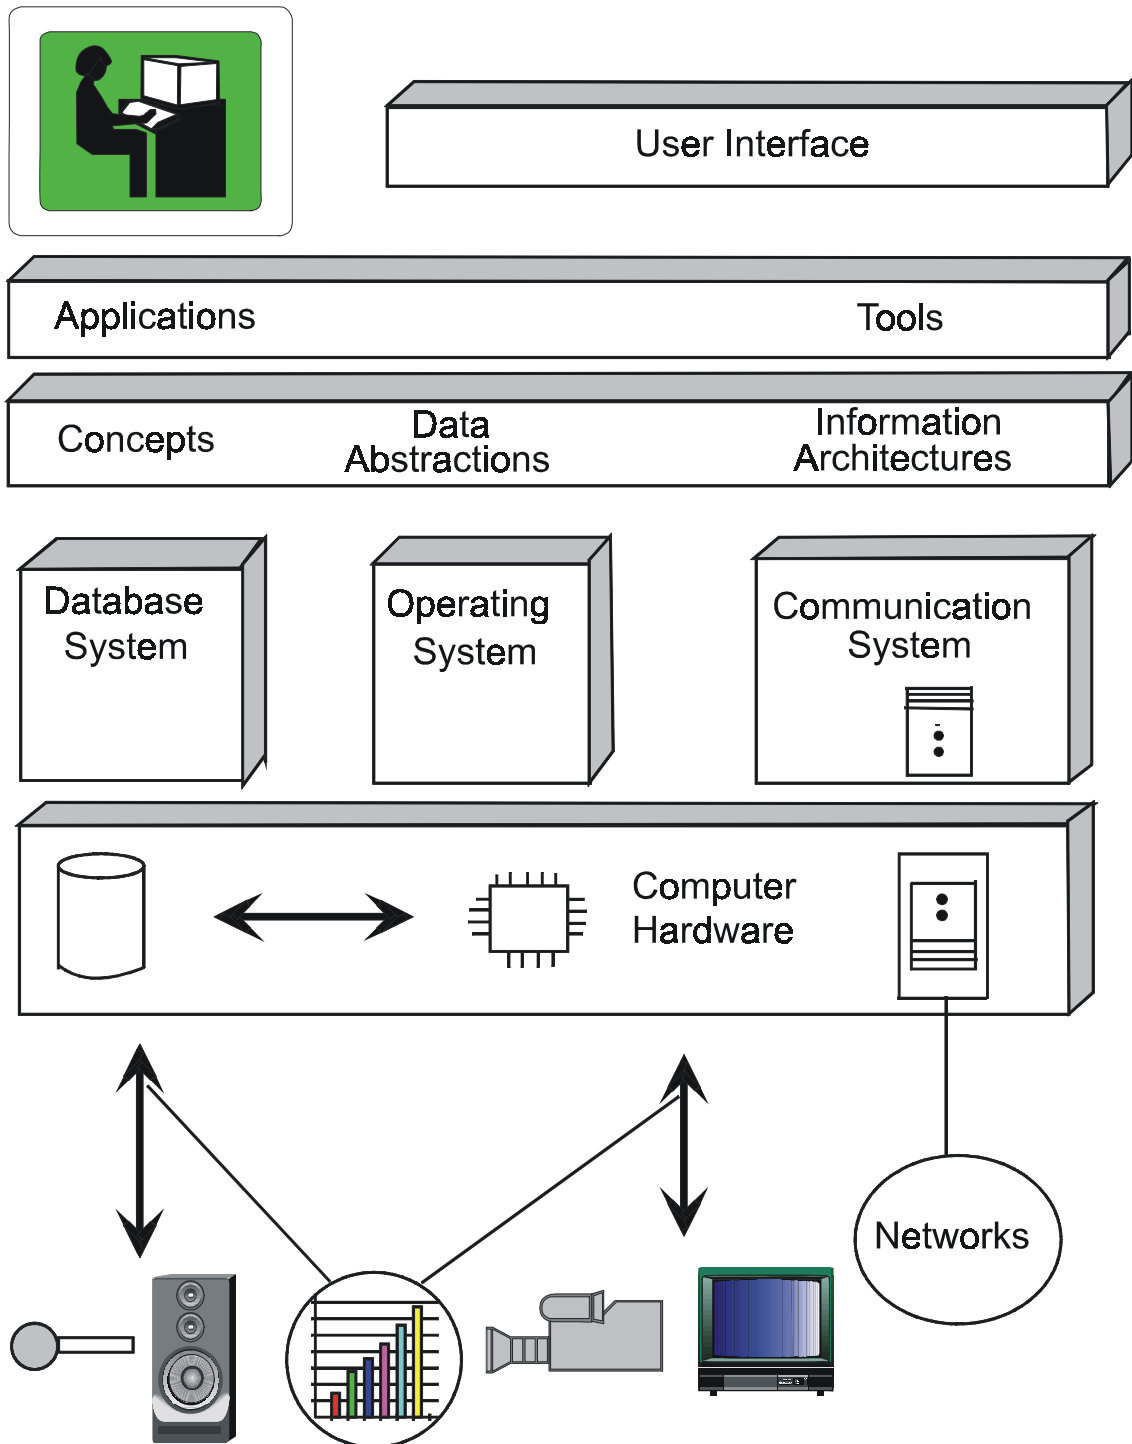 User Interface
Applications
Tools
Concepts
Data
Abstractions
Information
Architectures
Database
System
Operating
System
Communication
System
Computer
Hardware
Networks